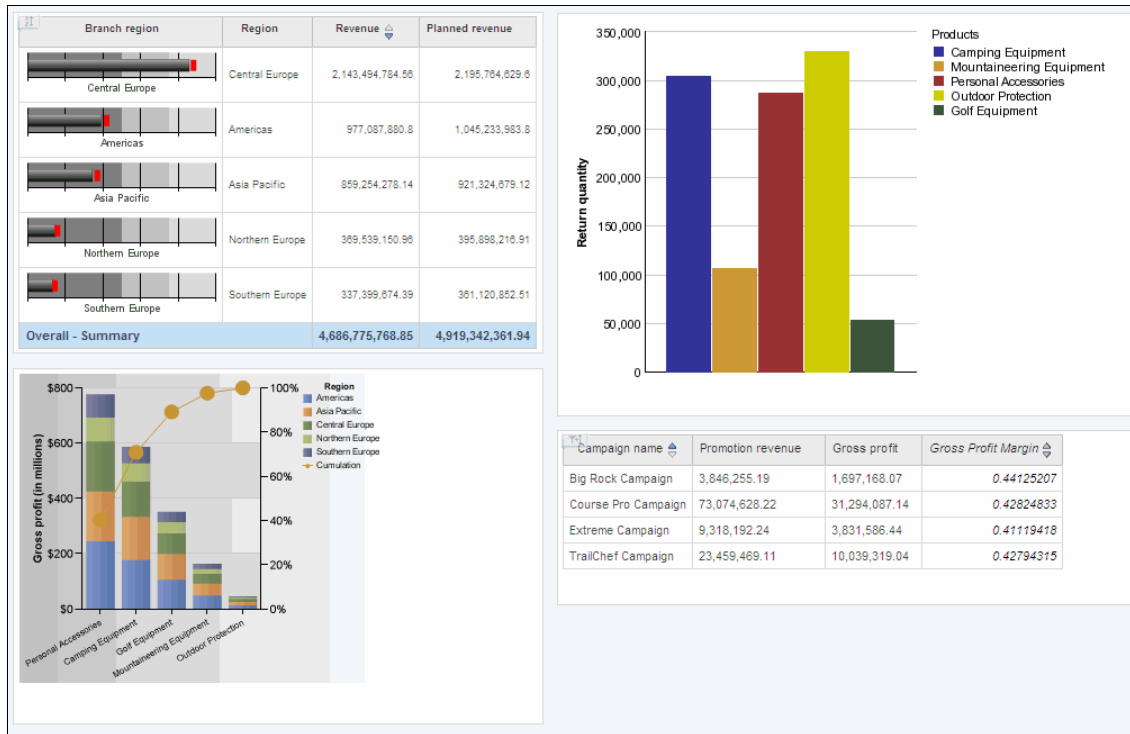 Branch region Region Revenue Planned revenue
Central Europe Central Europe 2,143,494,784.56 2,195,764,629.6
Americas Americas 977,087,880.8 1,045,233,983.8
Asia Pacific Asia Pacific 859,254,278.14 921,324,679.12
Northern Europe Northern Europe 369,539,150.96 395,898,216.91
Southern Europe Southern Europe 337,399,674.39 361,120,852.51
Overall - Summary 4,686,775,768.85 4,919,342,361.94
350,000
300,000
250,000
200,000
150,000
100,000
50,000
0
Return quantity
Products
Camping Equipment
Mountaineering Equipment
Personal Accessories
Outdoor Protection
Golf Equipment
$800
$600
$400
$200
$0
Gross profit (in millions)
100%
80%
60%
40%
20%
0%
Region
Americas
Asia Pacific
Central Europe
Northern Europe
Southern Europe
Cumulation
Personal Accessories
Camping Equipment
Golf Equipment
Mountaineering Equipment
Outdoor Protection
Campaign name Promotion revenue Gross profit Gross Profit Margin
Big Rock Campaign 3,846,255.19 1,697,168.07 0.44125207
Course Pro Campaign 73,074,628.22 31,294,087.14 0.42824833
Extreme Campaign 9,318,192.24 3,831,586.44 0.41119418
TrailChef Campaign 23,459,469.11 10,039,319.04 0.42794315